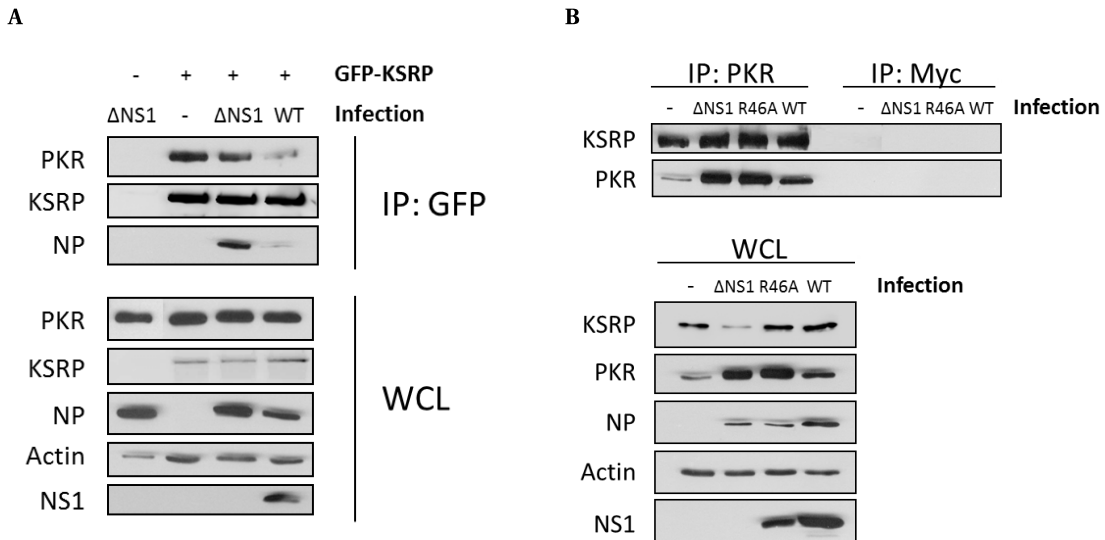 A
- + + + GFP-KSRP
ΔNS1 - ΔNS1 WT Infection
PKR
KSRP
NP
IP: GFP
PKR
KSRP
NP
Actin
NS1
WCL
B
IP: PKR IP: Myc
- ΔNS1 R46A WT - ΔNS1 R46A WT Infection
KSRP
PKR
WCL
- ΔNS1 R46A WT Infection
KSRP
PKR
NP
Actin
NS1